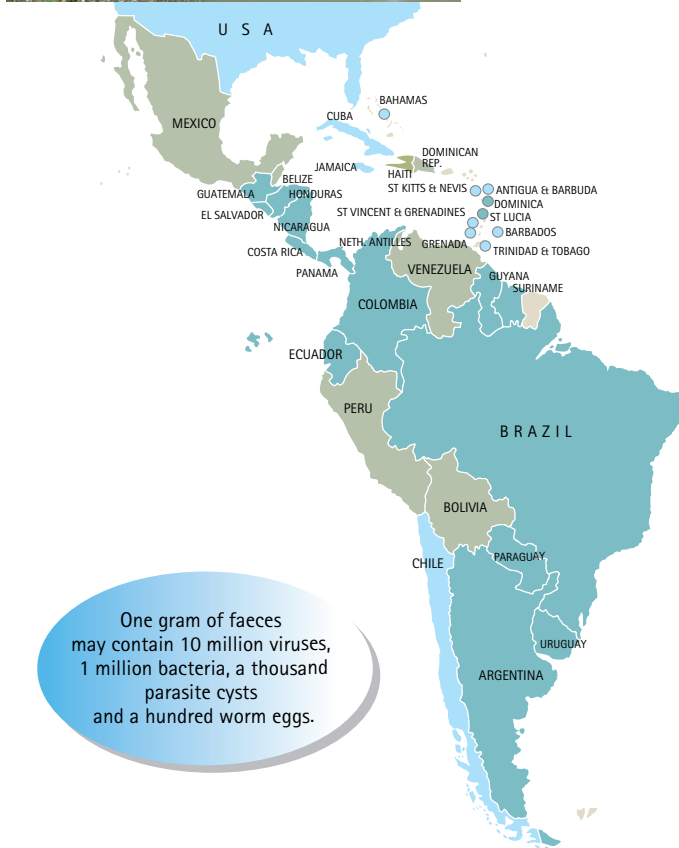 U S A
BAHAMAS
CUBA
MEXICO
DOMINICAN
REP.
JAMAICA
HAITI
BELIZE
ST KITTS & NEVIS
ANTIGUA & BARBUDA
GUATEMALA
HONDURAS
DOMINICA
EL SALVADOR
ST VINCENT & GRENADINES
ST LUCIA
NICARAGUA
BARBADOS
COSTA RICA
NETH. ANTILLES
GRENADA
TRINIDAD & TOBAGO
PANAMA
VENEZUELA
GUYANA
SURINAME
COLOMBIA
ECUADOR
PERU
B R A Z I L
BOLIVIA
CHILE
PARAGUAY
URUGUAY
ARGENTINA
One gram of faeces
may contain 10 million viruses,
1 million bacteria, a thousand
parasite cysts
and a hundred worm eggs.